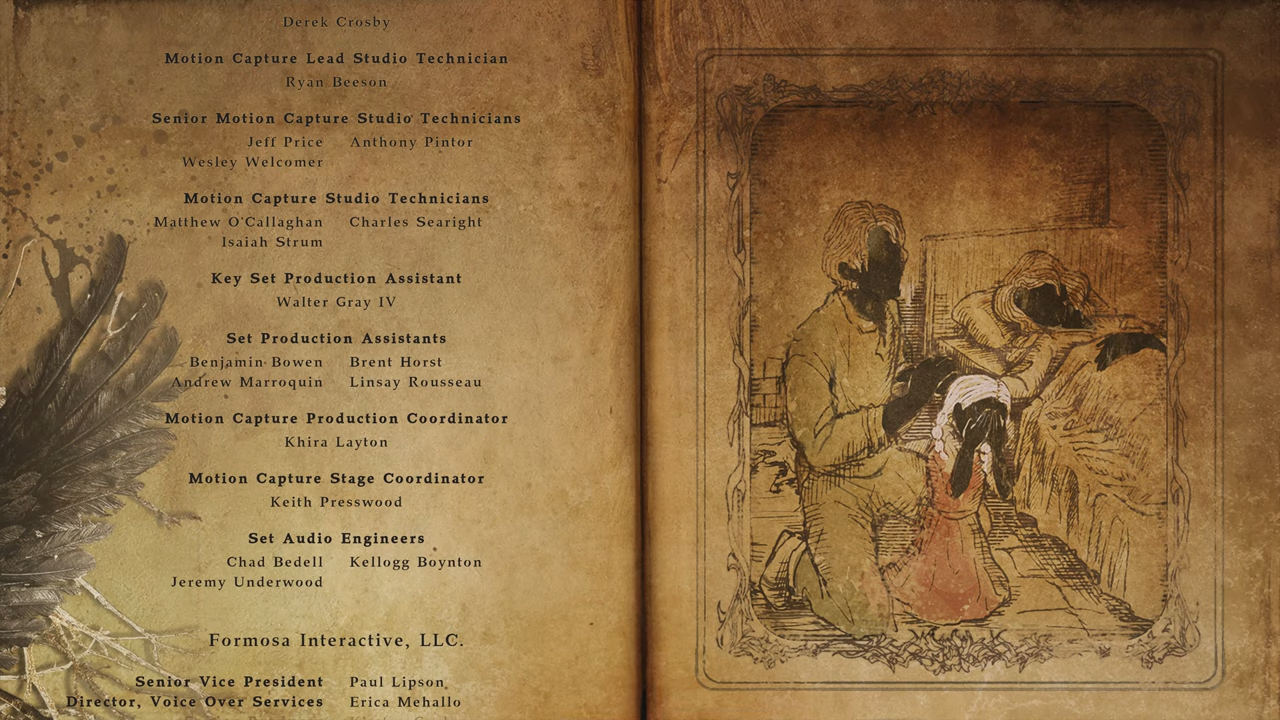 Derek Crosby
Motion Capture Lead Studio Technician
Ryan Beeson
Senior Motion Capture Studio Technicians
Jeff Price Anthony Pintor
Wesley Welcomer
Motion Capture Studio Technicians
Matthew O'Callaghan Charles Searight
Isaiah Strum
Key Set Production Assistant
Walter Gray IV
Set Production Assistants
Benjamin Bowen Brent Horst
Andrew Marroquin Linsay Rousseau
Motion Capture Production Coordinator
Khira Layton
Motion Capture Stage Coordinator
Keith Presswood
Set Audio Engineers
Chad Bedell Kellogg Boynton
Jeremy Underwood
Formosa Interactive, LLC.
Senior Vice President Paul Lipson
Director, Voice Over Services Erica Mehallo